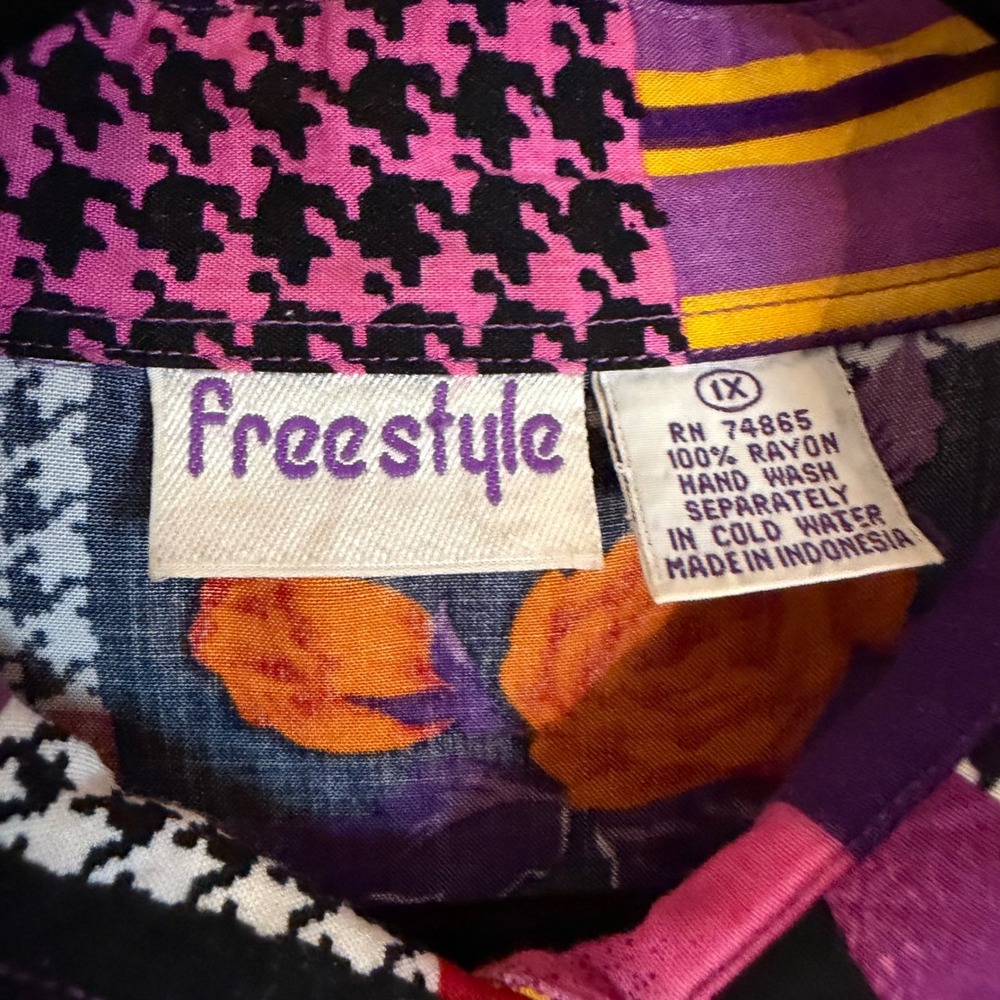 freestyle
1X
RN 74865
100% RAYON
HAND WASH
SEPARATELY
IN COLD WATER
MADE IN INDONESIA